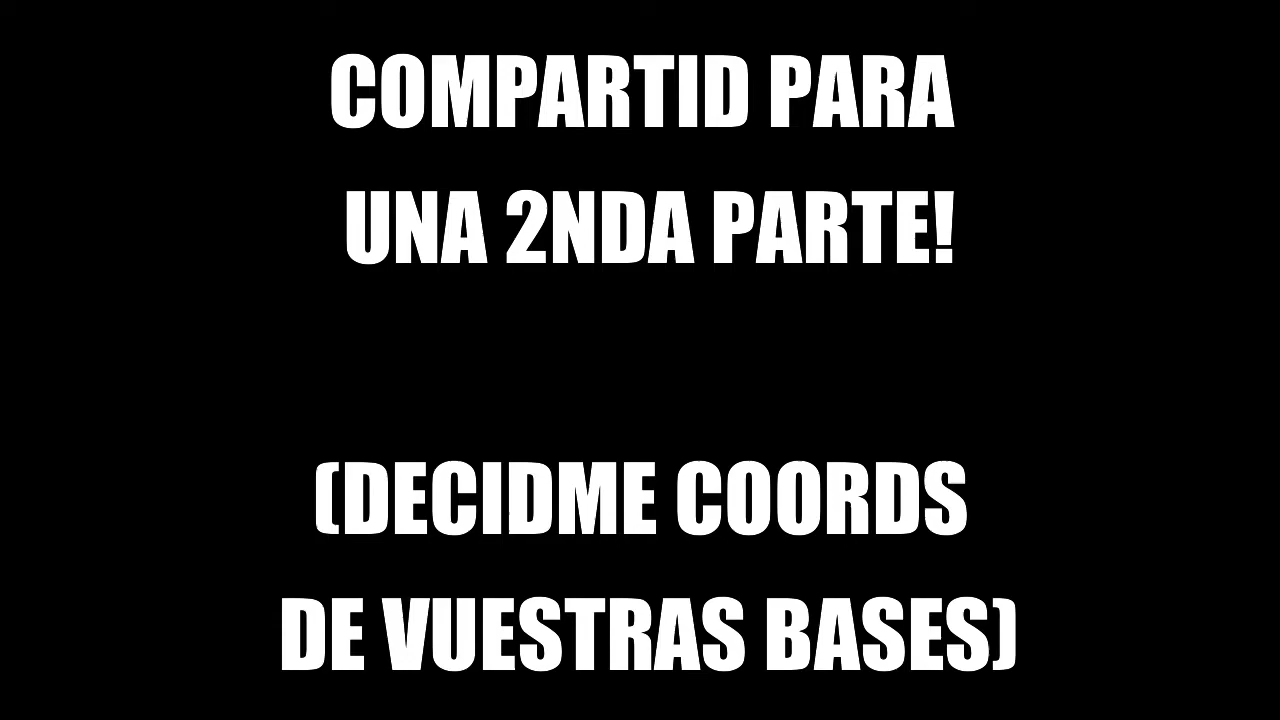 COMPARTID PARA
UNA 2NDA PARTE!
(DECIDME COORDS
DE VUESTRAS BASES)